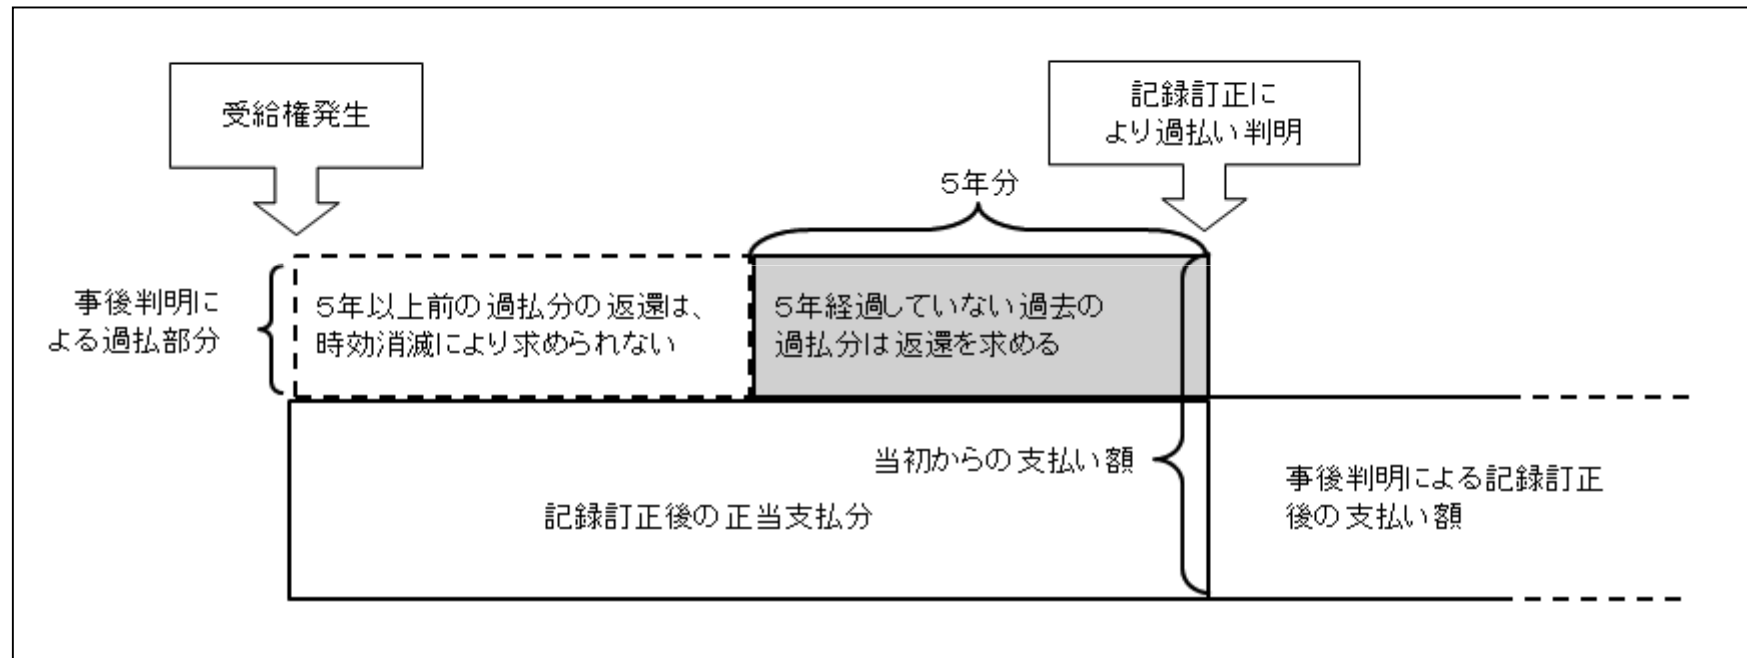 受給権発生
記録訂正に
より過払い判明
5年分
事後判明に
よる過払部分
5年以上前の過払分の返還は、
時効消滅により求められない
5年経過していない過去の
過払分は返還を求める
当初からの支払い額
記録訂正後の正当支払分
事後判明による記録訂正
後の支払い額